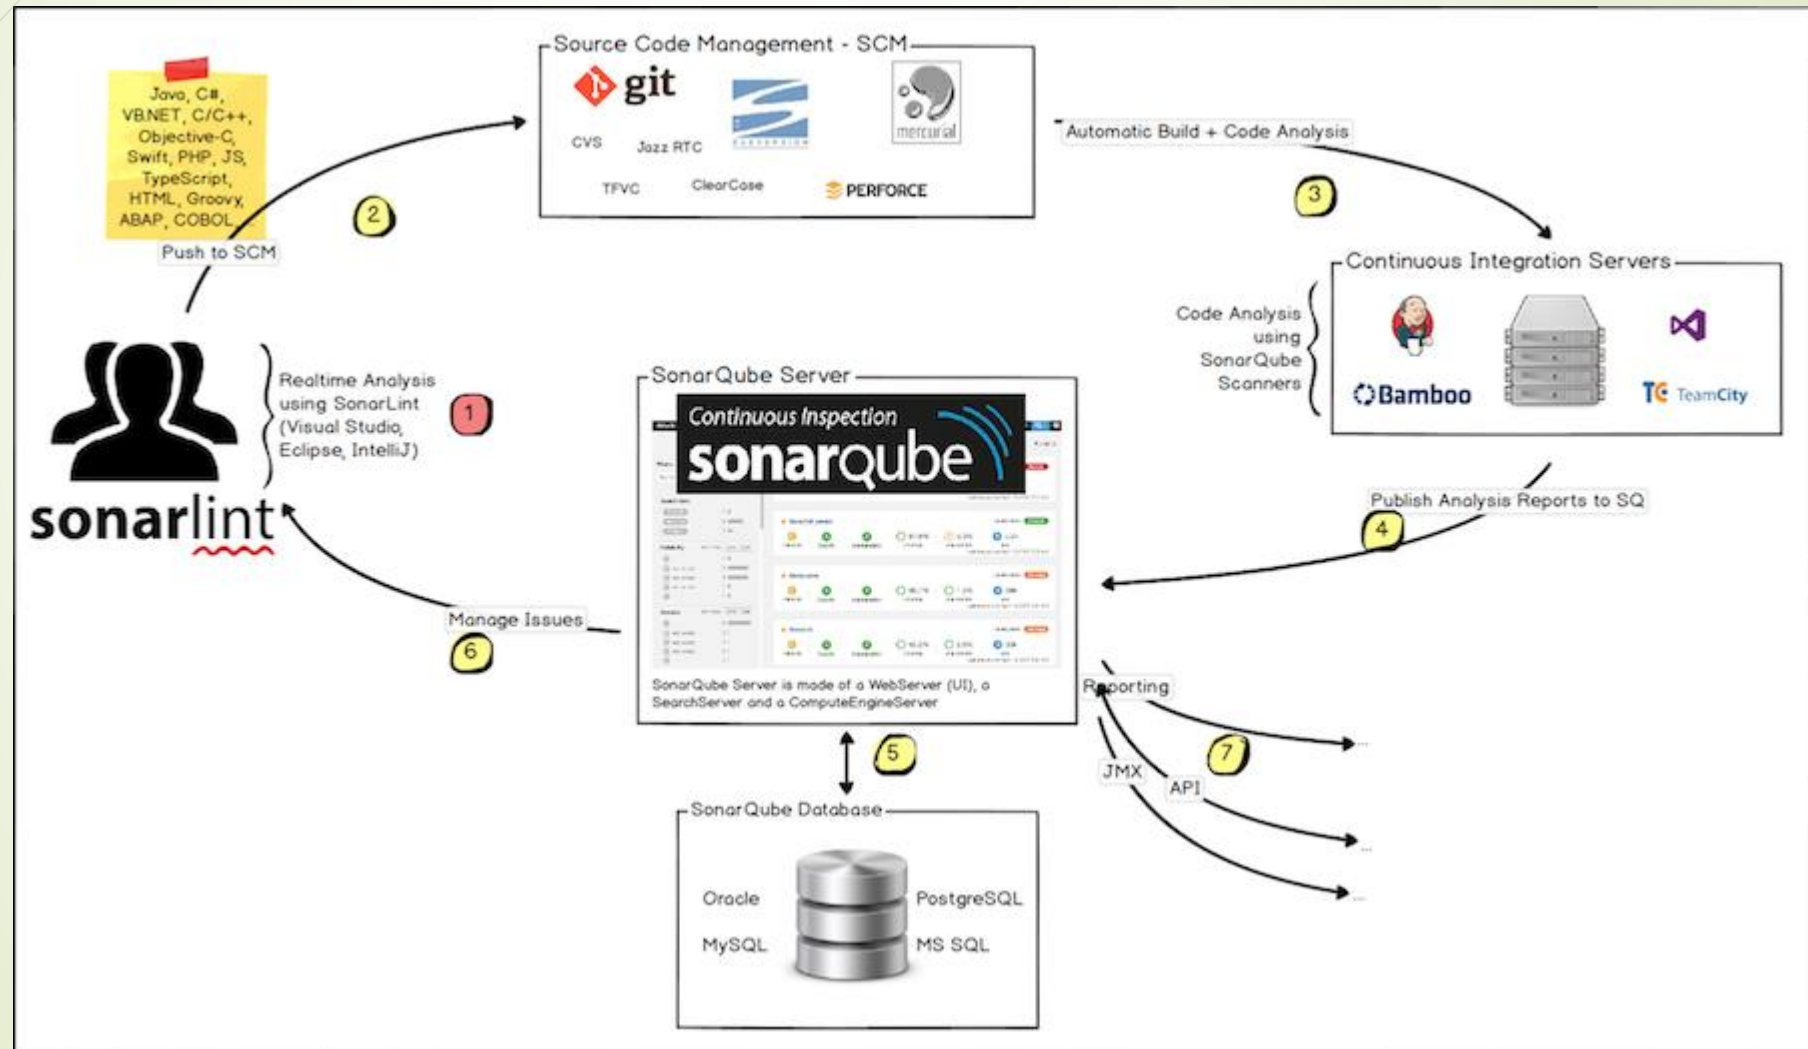 Java, C#,
VB.NET, C/C++,
Objective-C,
Swift, PHP, JS,
TypeScript,
HTML, Groovy,
ABAP, COBOL, ...
Push to SCM
2
Source Code Management - SCM
git
CVS
Jazz RTC
SUBVERSION
mercurial
TFVC
ClearCase
PERFORCE
Automatic Build + Code Analysis
3
Continuous Integration Servers
Bamboo
TeamCity
Code Analysis
using
SonarQube
Scanners
Realtime Analysis
using SonarLint
(Visual Studio,
Eclipse, IntelliJ)
1
sonarlint
SonarQube Server
Continuous Inspection
sonarqube
SonarQube Server is made of a WebServer (UI), a
SearchServer and a ComputeEngineServer
Publish Analysis Reports to SQ
4
Manage Issues
6
Reporting
...
7
JMX
API
...
...
5
SonarQube Database
Oracle
PostgreSQL
MySQL
MS SQL